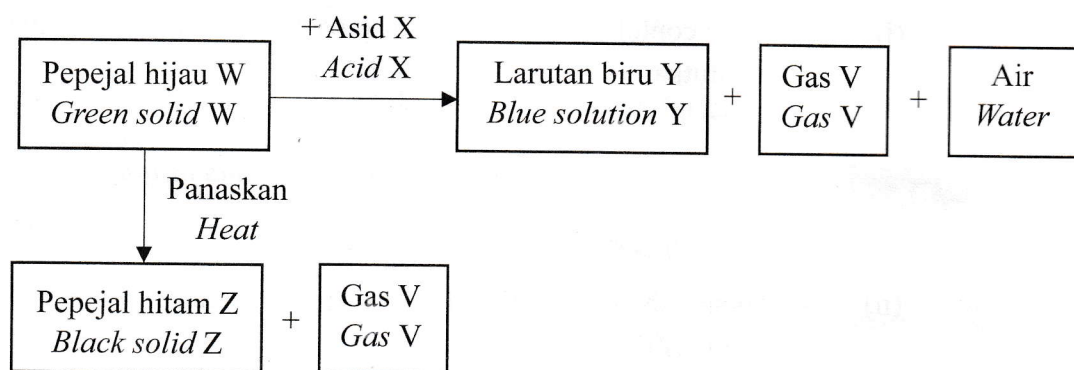 + Asid X
Acid X
Pepejal hijau W
Green solid W
Larutan biru Y
Blue solution Y
+
Gas V
Gas V
+
Air
Water
Panaskan
Heat
Pepejal hitam Z
Black solid Z
+
Gas V
Gas V